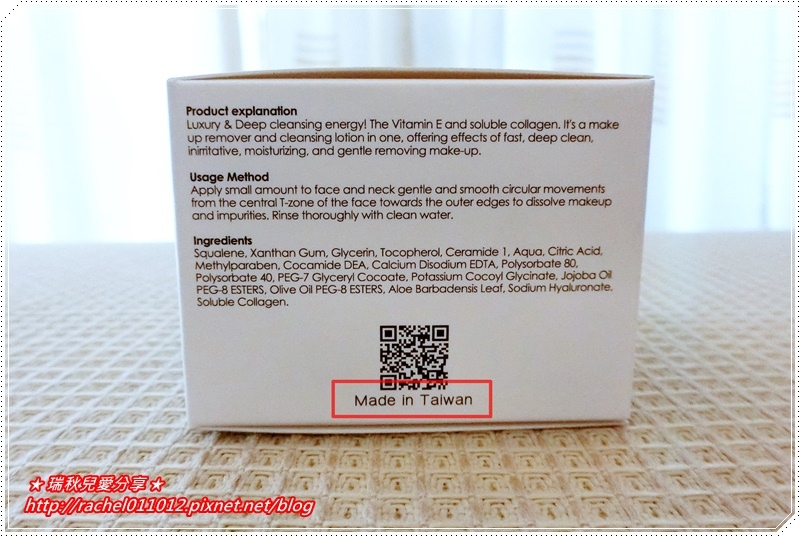 Product explanation
Luxury & Deep cleansing energy! The Vitamin E and soluble collagen. It's a make
up remover and cleansing lotion in one, offering effects of fast, deep clean,
inirritative, moisturizing, and gentle removing make-up.
Usage Method
Apply small amount to face and neck gentle and smooth circular movements
from the central T-zone of the face towards the outer edges to dissolve makeup
and impurities. Rinse thoroughly with clean water.
Ingredients
Squalene, Xanthan Gum, Glycerin, Tocopherol, Ceramide 1, Aqua, Citric Acid,
Methylparaben, Cocamide DEA, Calcium Disodium EDTA, Polysorbate 80,
Polysorbate 40, PEG-7 Glyceryl Cocoate, Potassium Cocoyl Glycinate, Jojoba Oil
PEG-8 ESTERS, Olive Oil PEG-8 ESTERS, Aloe Barbadensis Leaf, Sodium Hyaluronate,
Soluble Collagen.
Made in Taiwan
★瑞秋兒愛分享★
http://rachel011012.pixnet.net/blog